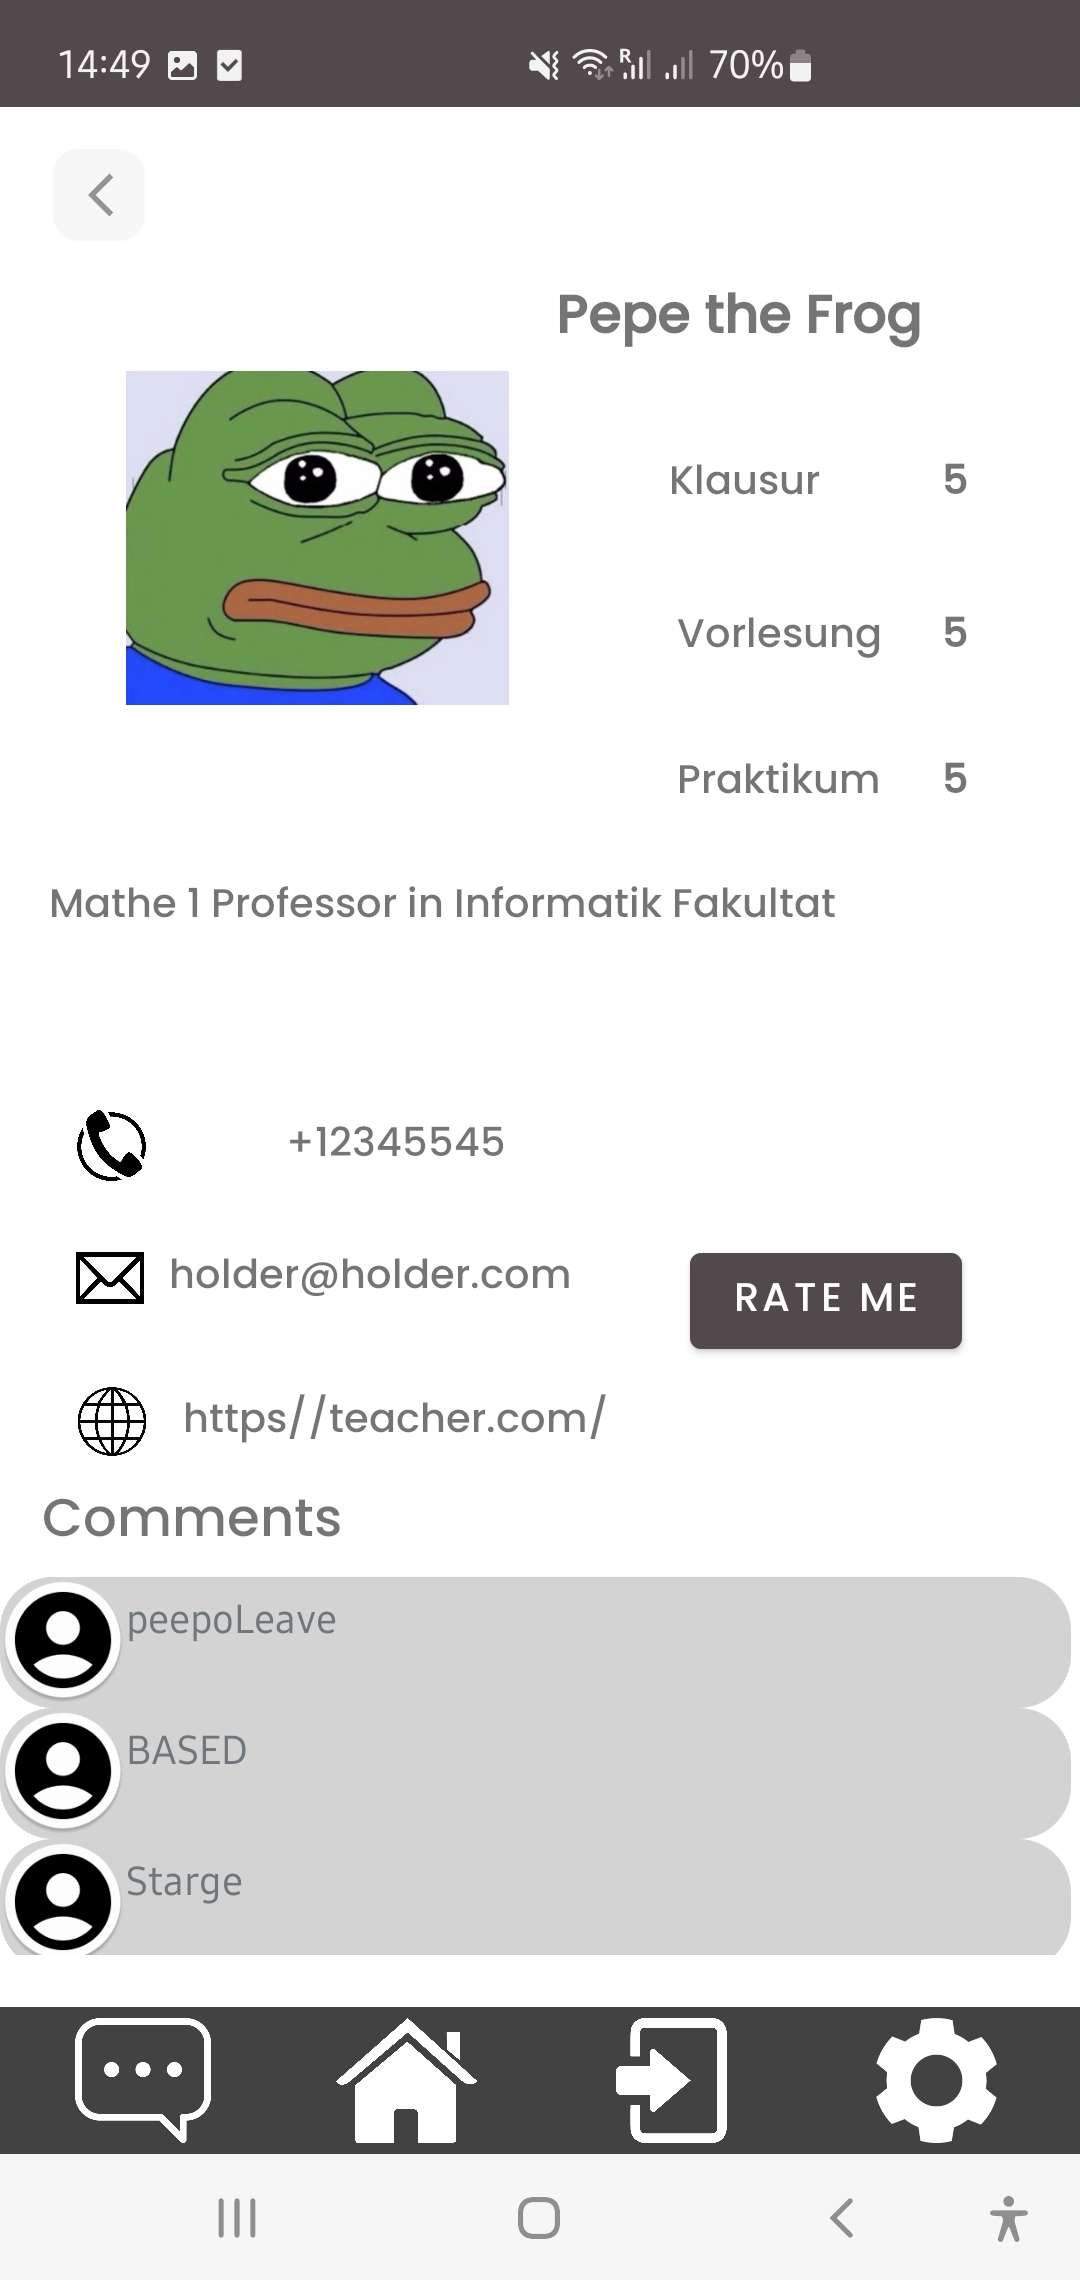 14:49 R 70%
Pepe the Frog
Klausur 5
Vorlesung 5
Praktikum 5
Mathe 1 Professor in Informatik Fakultat
+12345545
holder@holder.com
RATE ME
https//teacher.com/
Comments
peepoLeave
BASED
Starge